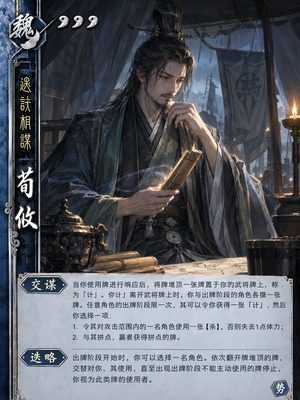 魏
遥诀相谋
荀攸
交谋
当你使用牌进行响应后，将牌堆顶一张牌置于你的武将牌上，称
为「计」。你计」离开武将牌上时，你与出牌阶段的角色各摸一张
牌。任意角色的出牌阶段限一次，其可以令你获得一张「计」，然后
你选择一项：
1. 令其对攻击范围内的一名角色使用一张【杀】，否则失去1点体力；
2. 与其拼点，赢者获得拼点的牌。
迭略
出牌阶段开始时，你可以选择一名角色。依次翻开牌堆顶的牌，
交替对你、其使用，直至出现出牌阶段不能主动使用的牌停止，
你视为此类牌的使用者。
势